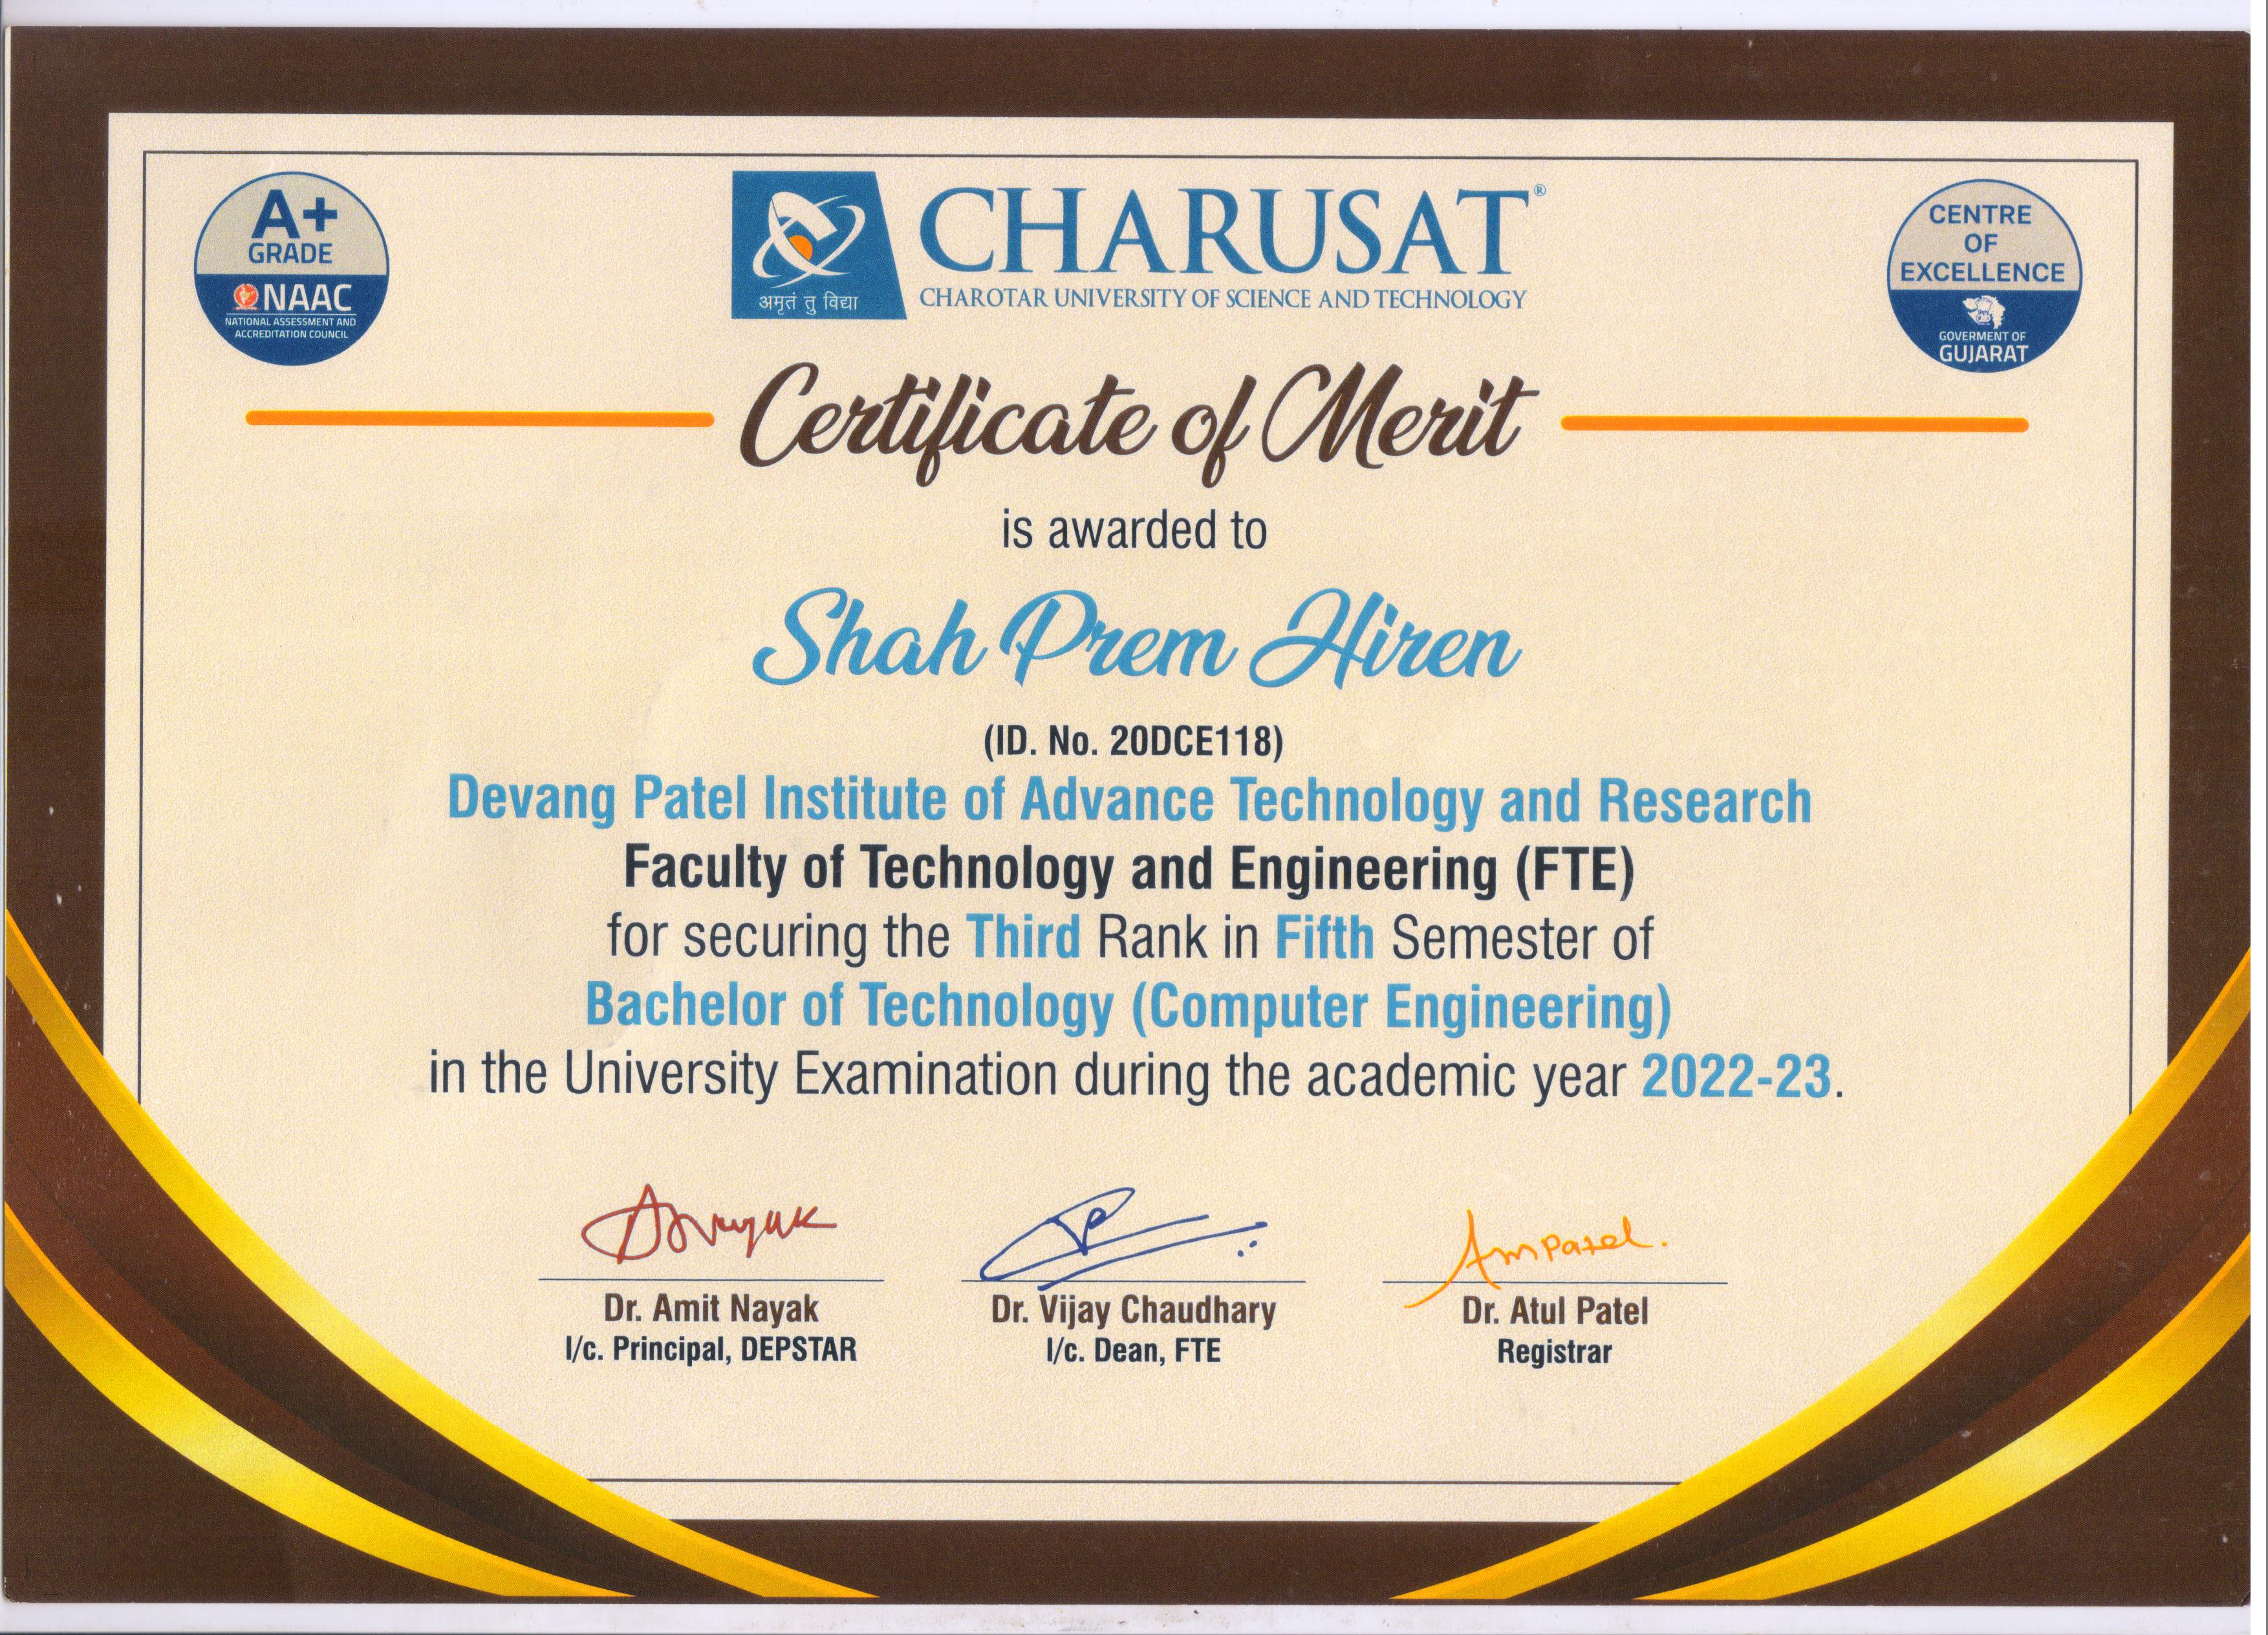 A+
GRADE
NAAC
NATIONAL ASSESSMENT AND
ACCREDITATION COUNCIL
अमृतं तु विद्या
CHARUSAT®
CHAROTAR UNIVERSITY OF SCIENCE AND TECHNOLOGY
CENTRE
OF
EXCELLENCE
GOVERMENT OF
GUJARAT
Certificate of Merit
is awarded to
Shah Prem Hiren
(ID. No. 20DCE118)
Devang Patel Institute of Advance Technology and Research
Faculty of Technology and Engineering (FTE)
for securing the Third Rank in Fifth Semester of
Bachelor of Technology (Computer Engineering)
in the University Examination during the academic year 2022-23.
Ampatel.
Dr. Amit Nayak
I/c. Principal, DEPSTAR
Dr. Vijay Chaudhary
I/c. Dean, FTE
Dr. Atul Patel
Registrar